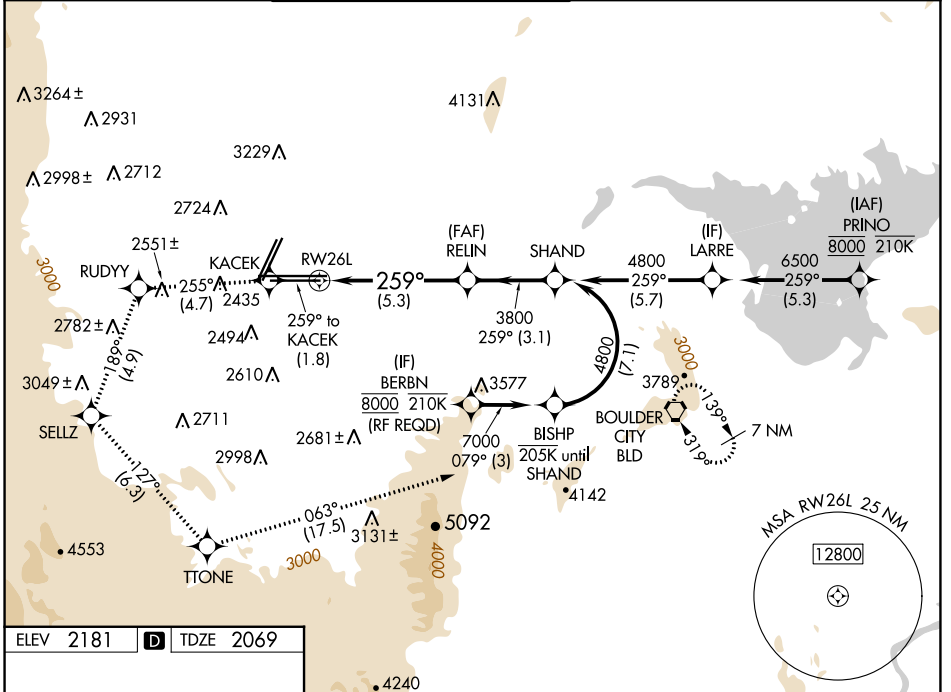 3264 ±
2931
4131
3229
2998 ±
2712
2724
(IAF)
PRINO
8000 210K
(FAF)
RELIN
SHAND
(IF)
LARRE
2551 ±
KACEK
RW26L
3000
RUDYY
255°
(4.7)
2435
259°
(5.3)
4800
259°
(5.7)
6500
259°
(5.3)
3800
259° (3.1)
259° to
KACEK
(1.8)
2782 ±
189°
(4.9)
2494
4800
(7.1)
3000
3049 ±
2610
(IF)
BERBN
8000 210K
(RF REQD)
3577
3789
139°
319°
7 NM
BOULDER
CITY
BLD
SELLZ
2711
2681 ±
2998
7000
079° (3)
BISHP
205K until
SHAND
4142
127°
(6.3)
063°
(17.5)
3131 ±
5092
4000
4553
TTONE
3000
MSA RW26L 25 NM
12800
ELEV 2181 D TDZE 2069
4240